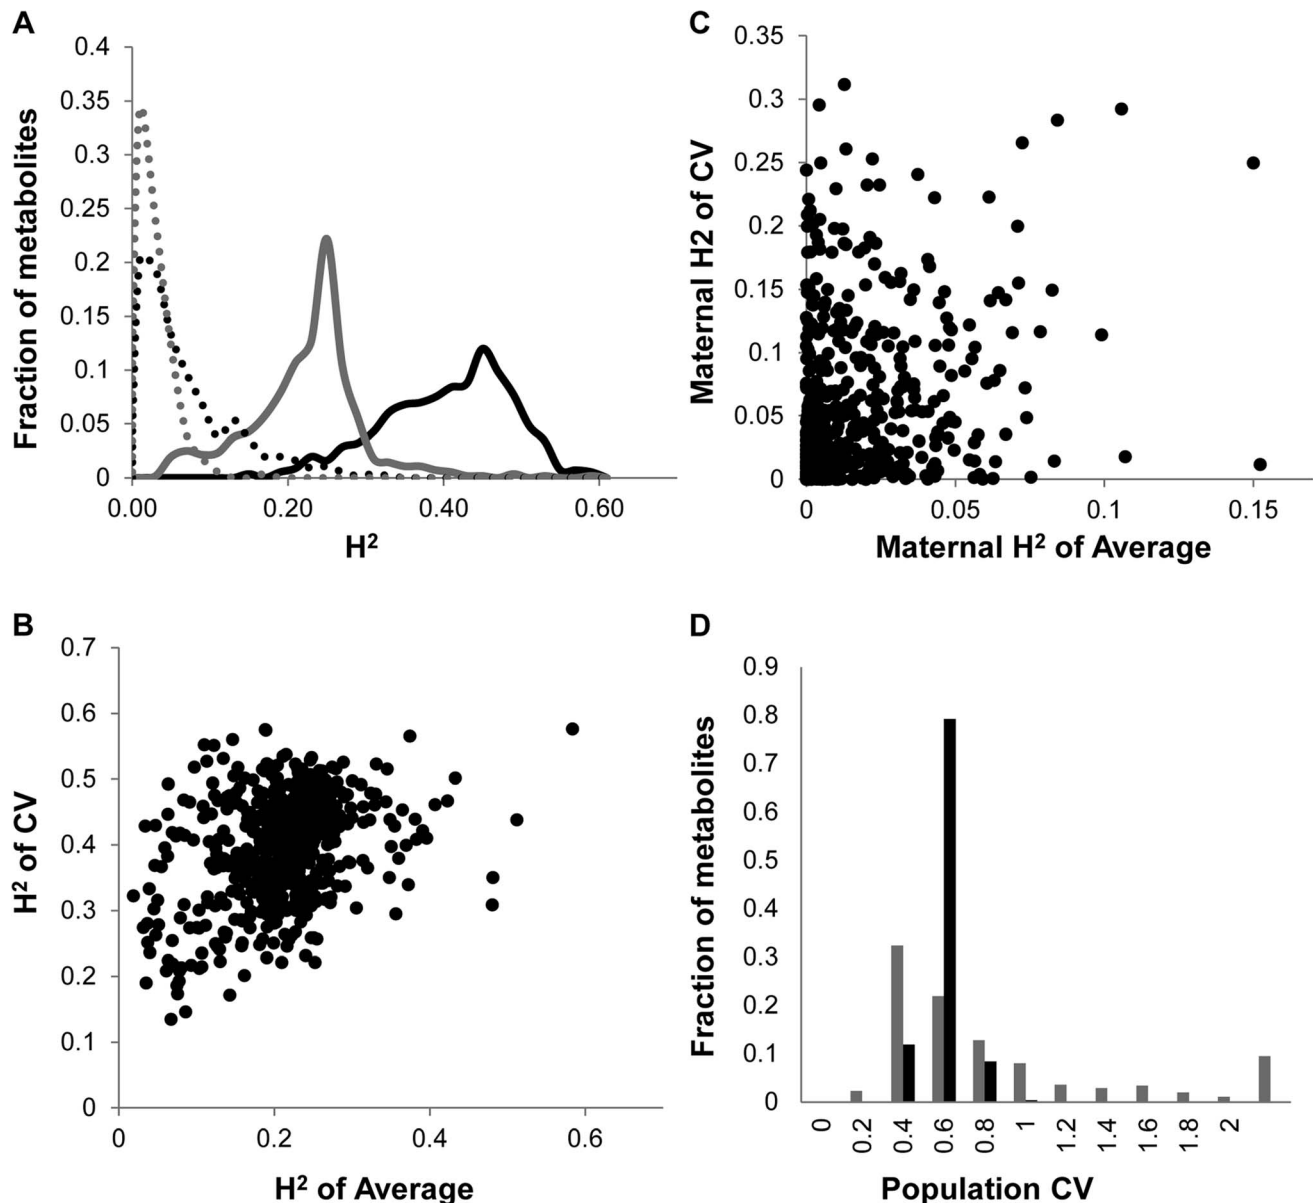 A
0.4
0.35
0.3
0.25
0.2
0.15
0.1
0.05
0
Fraction of metabolites
0.00 0.20 0.40 0.60
H²
C
0.35
0.3
0.25
0.2
0.15
0.1
0.05
0
Maternal H2 of CV
0 0.05 0.1 0.15
Maternal H² of Average
B
0.7
0.6
0.5
0.4
0.3
0.2
0.1
0
H² of CV
0 0.2 0.4 0.6
H² of Average
D
0.9
0.8
0.7
0.6
0.5
0.4
0.3
0.2
0.1
0
Fraction of metabolites
0 0.2 0.4 0.6 0.8 1 1.2 1.4 1.6 1.8 2
Population CV